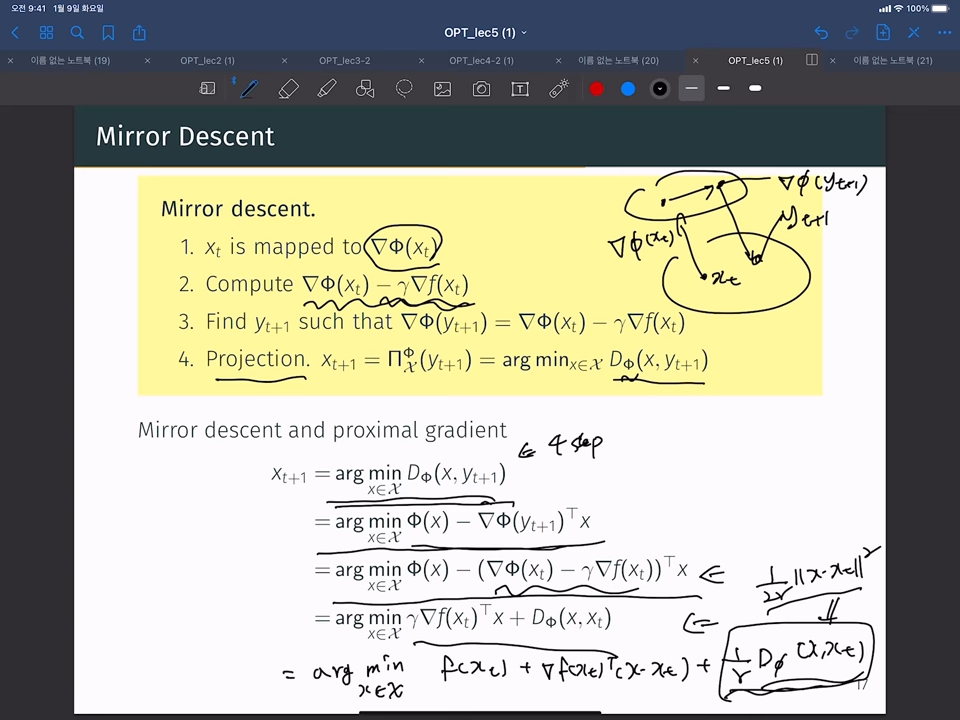 오전 9:41 1월 9일 화요일
100%
OPT_lec5 (1)
이름 없는 노트북 (19)
OPT_lec2 (1)
OPT_lec3-2
OPT_lec4-2 (1)
이름 없는 노트북 (20)
OPT_lec5 (1)
이름 없는 노트북 (21)
Mirror Descent
Mirror descent.
1. x_t is mapped to ∇Φ(x_t)
2. Compute ∇Φ(x_t) − γ∇f(x_t)
3. Find y_{t+1} such that ∇Φ(y_{t+1}) = ∇Φ(x_t) − γ∇f(x_t)
4. Projection. x_{t+1} = Π_𝒳^Φ(y_{t+1}) = arg min_{x∈𝒳} D_Φ(x, y_{t+1})
∇ϕ(y_{t+1})
y_{t+1}
∇ϕ(x_t)
x_t
Mirror descent and proximal gradient
⇐ 4 step
x_{t+1} = arg min_{x∈𝒳} D_Φ(x, y_{t+1})
= arg min_{x∈𝒳} Φ(x) − ∇Φ(y_{t+1})^⊤ x
= arg min_{x∈𝒳} Φ(x) − (∇Φ(x_t) − γ∇f(x_t))^⊤ x ⇐
1/2γ ||x-x_t||^2
⇓
= arg min_{x∈𝒳} γ∇f(x_t)^⊤ x + D_Φ(x, x_t) ⇐
= arg min_{x∈𝒳} f(x_t) + ∇f(x_t)^⊤(x-x_t) + 1/γ D_ϕ(x,x_t)
17